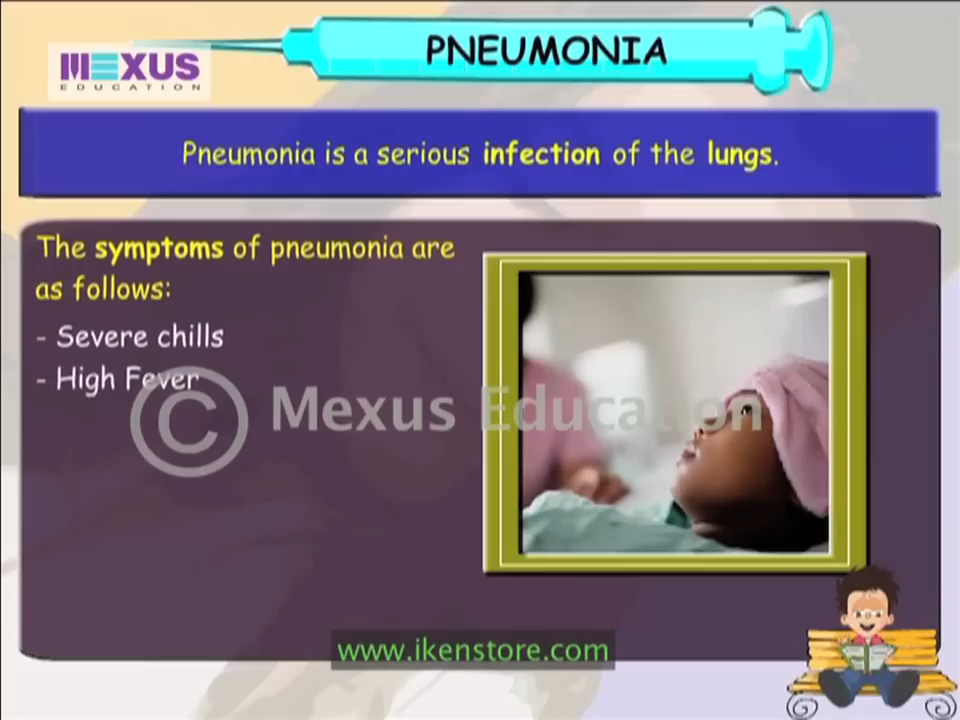 PNEUMONIA
MEXUS
EDUCATION
Pneumonia is a serious infection of the lungs.
The symptoms of pneumonia are
as follows:
- Severe chills
- High Fever
© Mexus Education
www.ikenstore.com